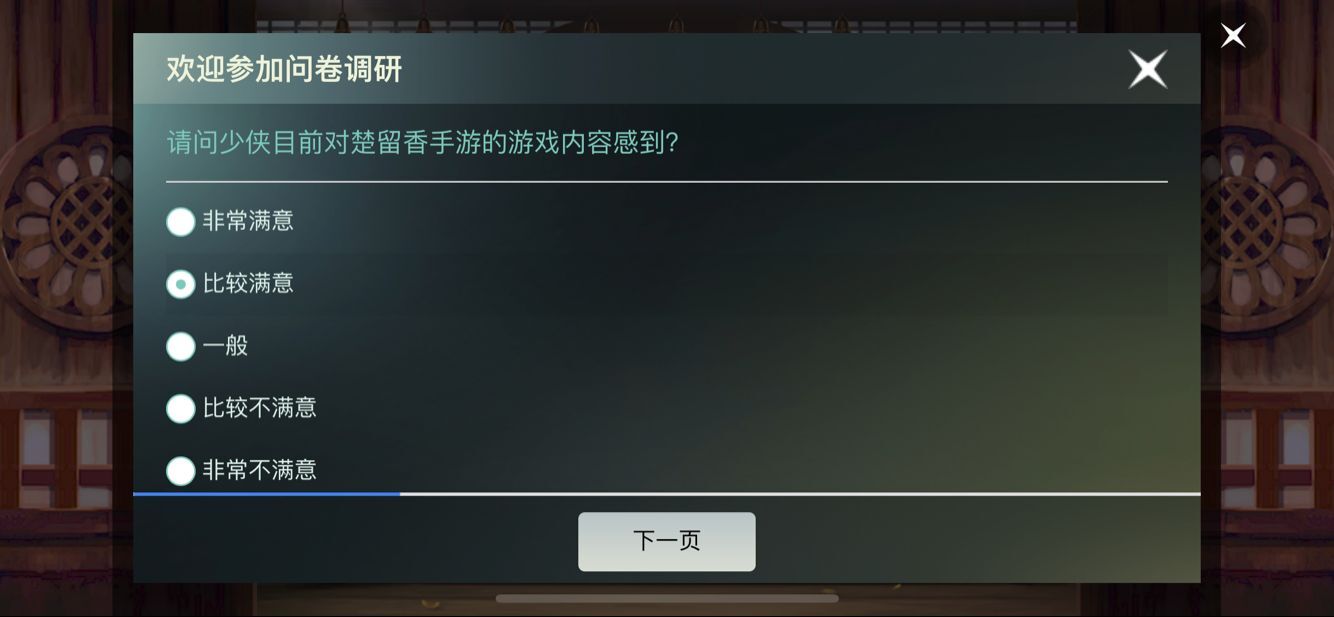 欢迎参加问卷调研
请问少侠目前对楚留香手游的游戏内容感到?
非常满意
比较满意
一般
比较不满意
非常不满意
下一页